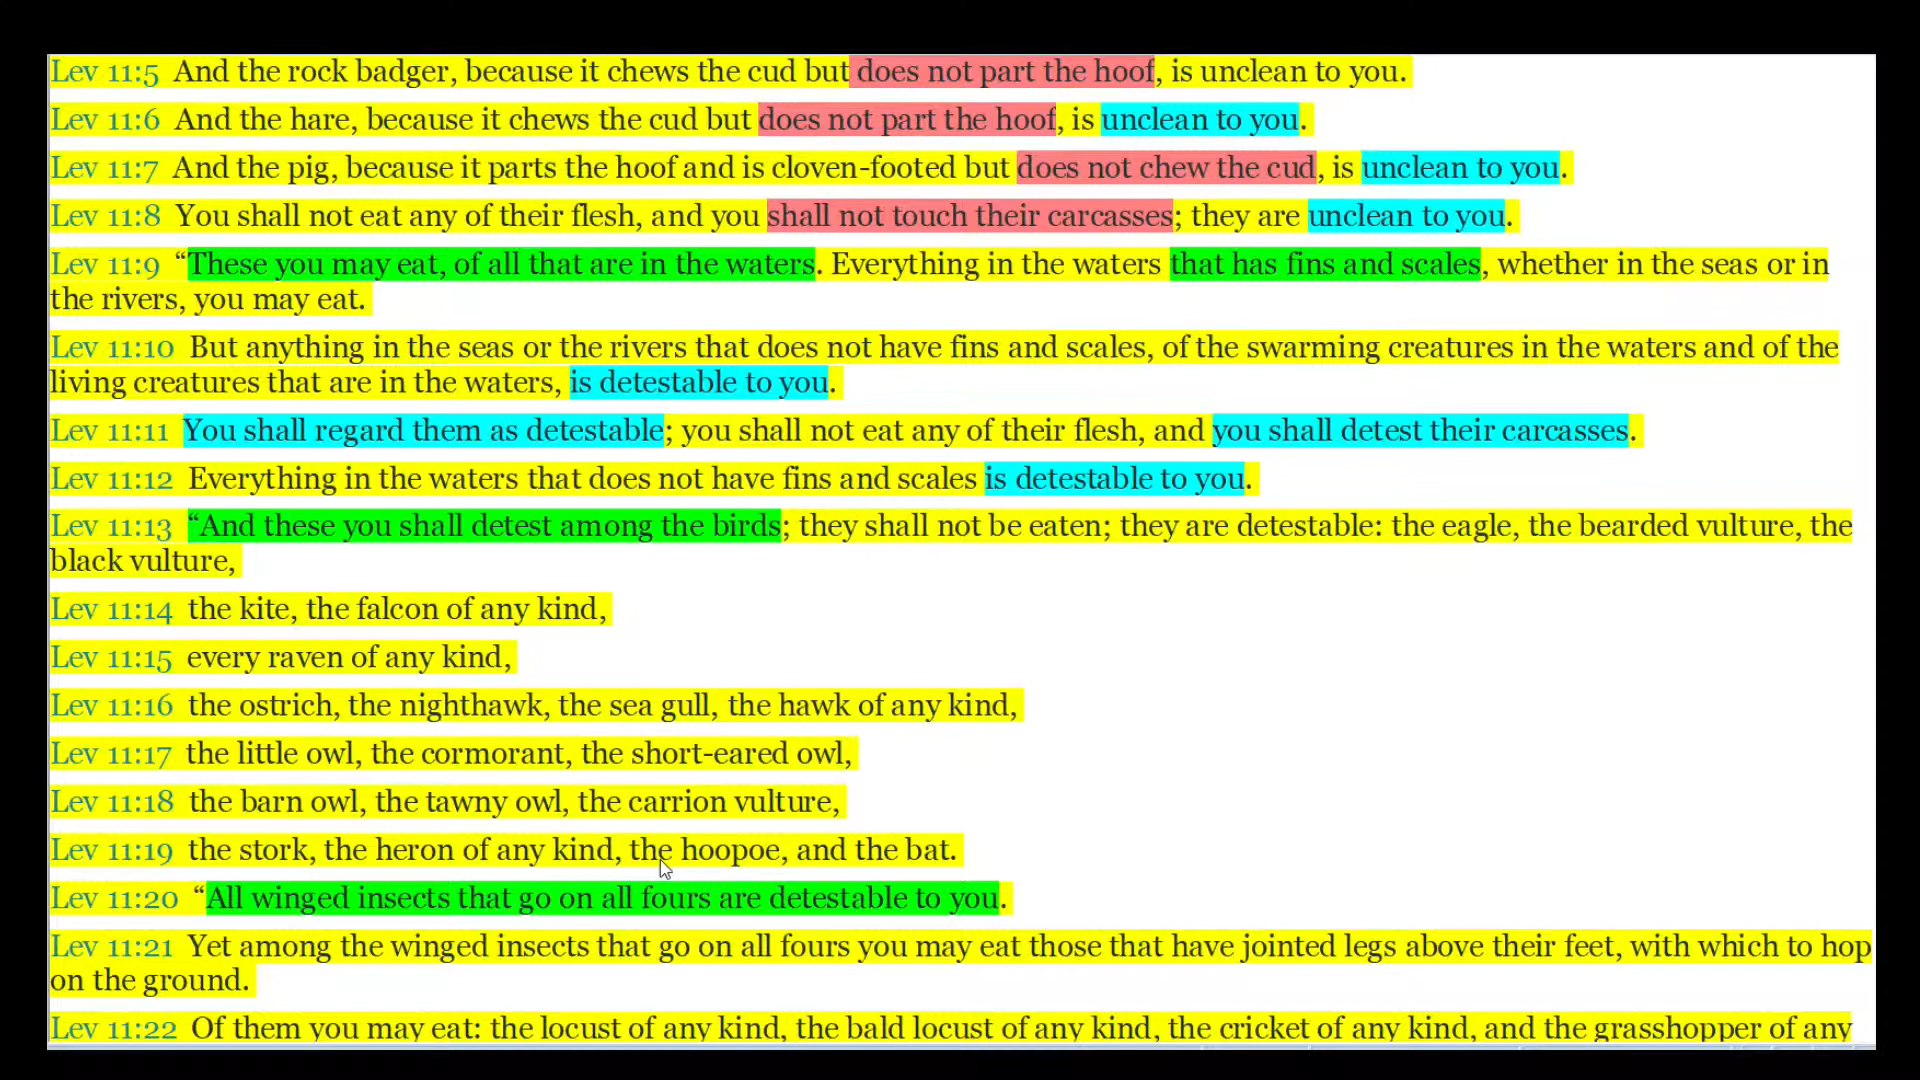 Lev 11:5 And the rock badger, because it chews the cud but does not part the hoof, is unclean to you.
Lev 11:6 And the hare, because it chews the cud but does not part the hoof, is unclean to you.
Lev 11:7 And the pig, because it parts the hoof and is cloven-footed but does not chew the cud, is unclean to you.
Lev 11:8 You shall not eat any of their flesh, and you shall not touch their carcasses; they are unclean to you.
Lev 11:9 “These you may eat, of all that are in the waters. Everything in the waters that has fins and scales, whether in the seas or in
the rivers, you may eat.
Lev 11:10 But anything in the seas or the rivers that does not have fins and scales, of the swarming creatures in the waters and of the
living creatures that are in the waters, is detestable to you.
Lev 11:11 You shall regard them as detestable; you shall not eat any of their flesh, and you shall detest their carcasses.
Lev 11:12 Everything in the waters that does not have fins and scales is detestable to you.
Lev 11:13 “And these you shall detest among the birds; they shall not be eaten; they are detestable: the eagle, the bearded vulture, the
black vulture,
Lev 11:14 the kite, the falcon of any kind,
Lev 11:15 every raven of any kind,
Lev 11:16 the ostrich, the nighthawk, the sea gull, the hawk of any kind,
Lev 11:17 the little owl, the cormorant, the short-eared owl,
Lev 11:18 the barn owl, the tawny owl, the carrion vulture,
Lev 11:19 the stork, the heron of any kind, the hoopoe, and the bat.
Lev 11:20 “All winged insects that go on all fours are detestable to you.
Lev 11:21 Yet among the winged insects that go on all fours you may eat those that have jointed legs above their feet, with which to hop
on the ground.
Lev 11:22 Of them you may eat: the locust of any kind, the bald locust of any kind, the cricket of any kind, and the grasshopper of any